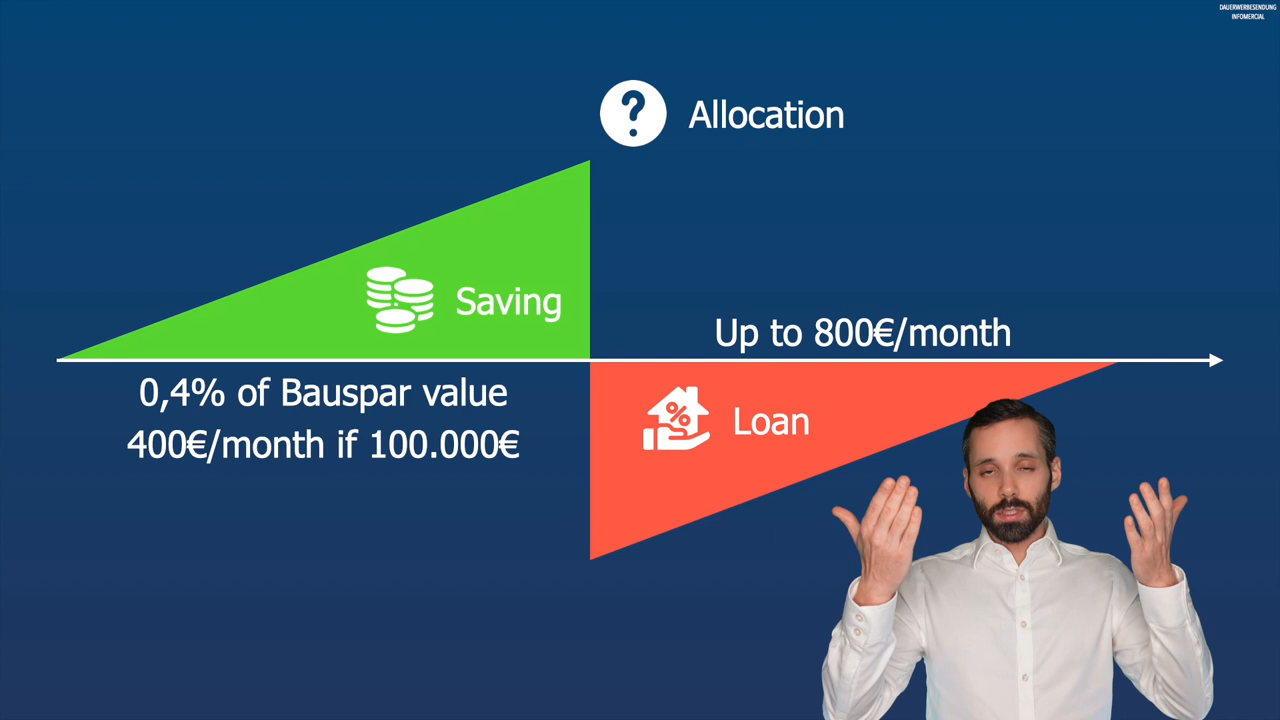 DAUERWERBESENDUNG
INFOMERCIAL
? Allocation
Saving
Up to 800€/month
0,4% of Bauspar value
400€/month if 100.000€
% Loan